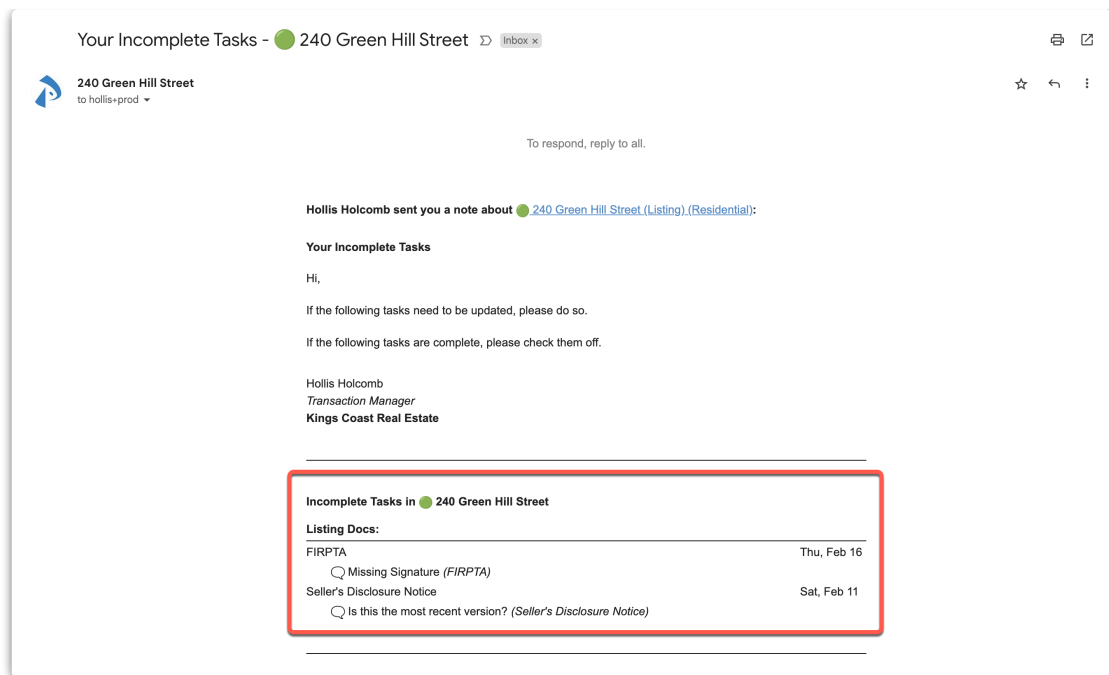 Your Incomplete Tasks - 🟢 240 Green Hill Street Inbox ×
240 Green Hill Street
to hollis+prod
To respond, reply to all.
Hollis Holcomb sent you a note about 🟢 240 Green Hill Street (Listing) (Residential):
Your Incomplete Tasks
Hi,
If the following tasks need to be updated, please do so.
If the following tasks are complete, please check them off.
Hollis Holcomb
Transaction Manager
Kings Coast Real Estate
Incomplete Tasks in 🟢 240 Green Hill Street
Listing Docs:
FIRPTA Thu, Feb 16
Missing Signature (FIRPTA)
Seller's Disclosure Notice Sat, Feb 11
Is this the most recent version? (Seller's Disclosure Notice)